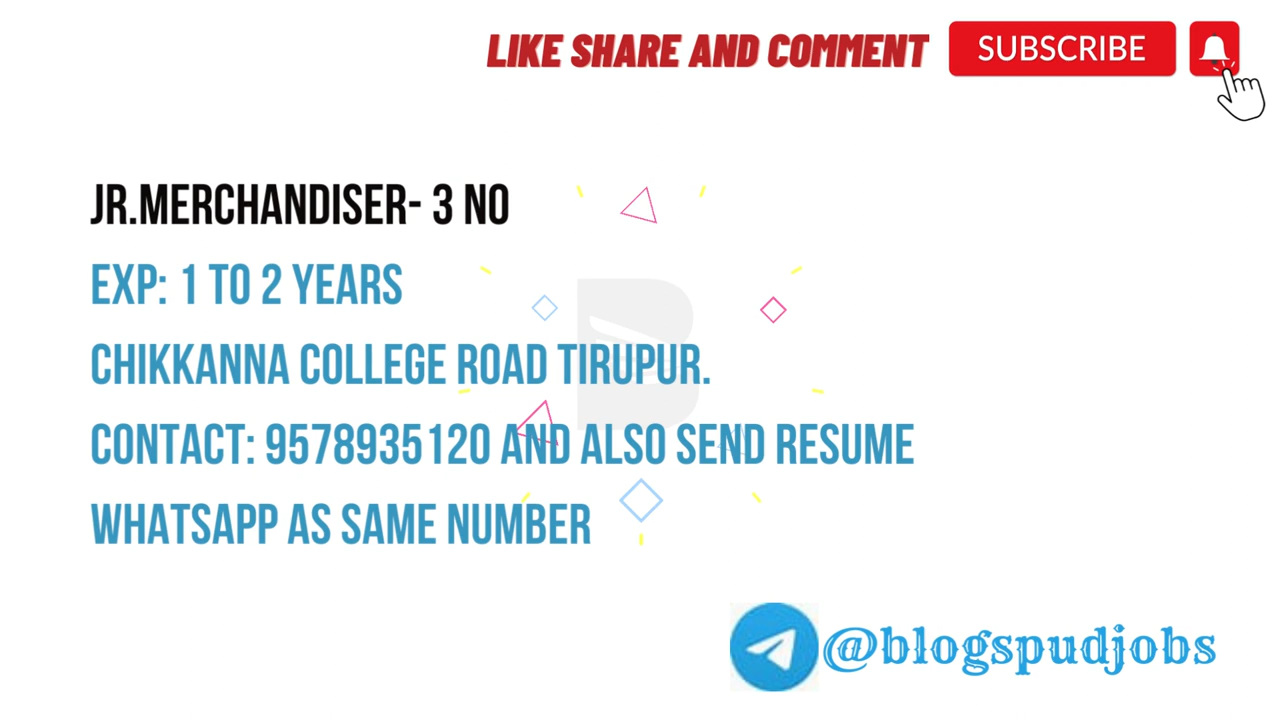 LIKE SHARE AND COMMENT SUBSCRIBE
JR.MERCHANDISER- 3 NO
EXP: 1 TO 2 YEARS
CHIKKANNA COLLEGE ROAD TIRUPUR.
CONTACT: 9578935120 AND ALSO SEND RESUME
WHATSAPP AS SAME NUMBER
@blogspudjobs